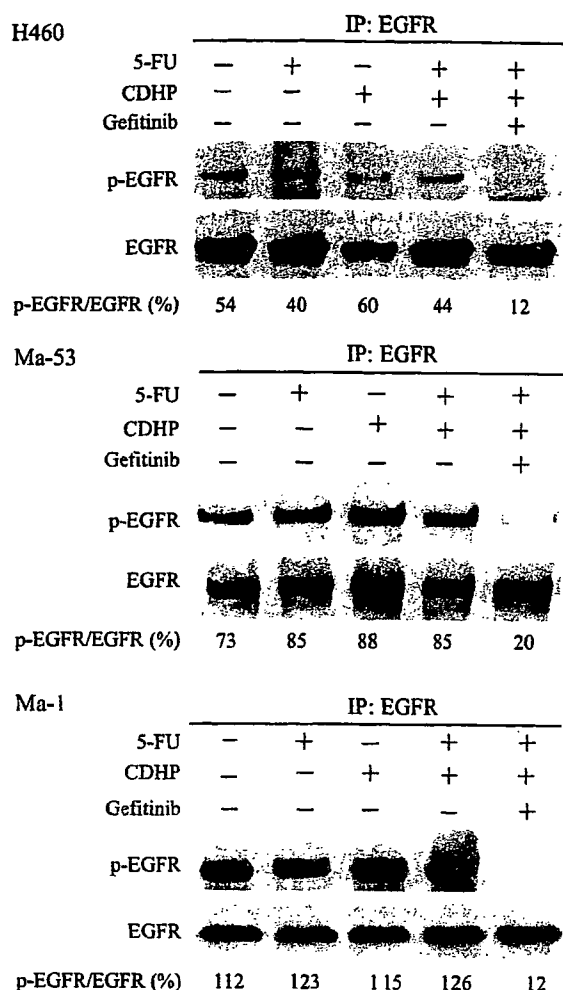 H460 IP: EGFR
5-FU − + − + +
CDHP − − + + +
Gefitinib − − − − +
p-EGFR
EGFR
p-EGFR/EGFR (%) 54 40 60 44 12
Ma-53 IP: EGFR
5-FU − + − + +
CDHP − − + + +
Gefitinib − − − − +
p-EGFR
EGFR
p-EGFR/EGFR (%) 73 85 88 85 20
Ma-1 IP: EGFR
5-FU − + − + +
CDHP − − + + +
Gefitinib − − − − +
p-EGFR
EGFR
p-EGFR/EGFR (%) 112 123 115 126 12